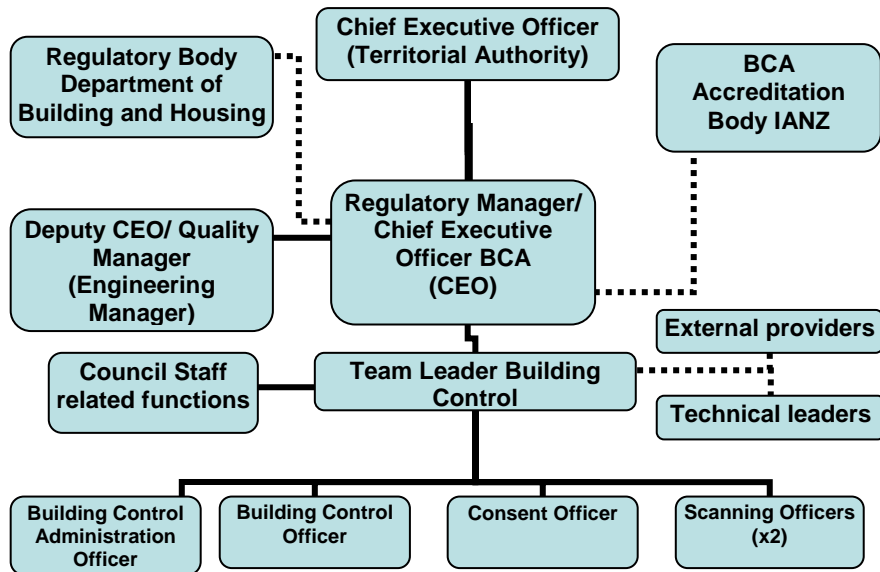 Chief Executive Officer
(Territorial Authority)
Regulatory Body
Department of
Building and Housing
BCA
Accreditation
Body IANZ
Regulatory Manager/
Chief Executive
Officer BCA
(CEO)
Deputy CEO/ Quality
Manager
(Engineering
Manager)
External providers
Council Staff
related functions
Team Leader Building
Control
Technical leaders
Building Control
Administration
Officer
Building Control
Officer
Consent Officer
Scanning Officers
(x2)